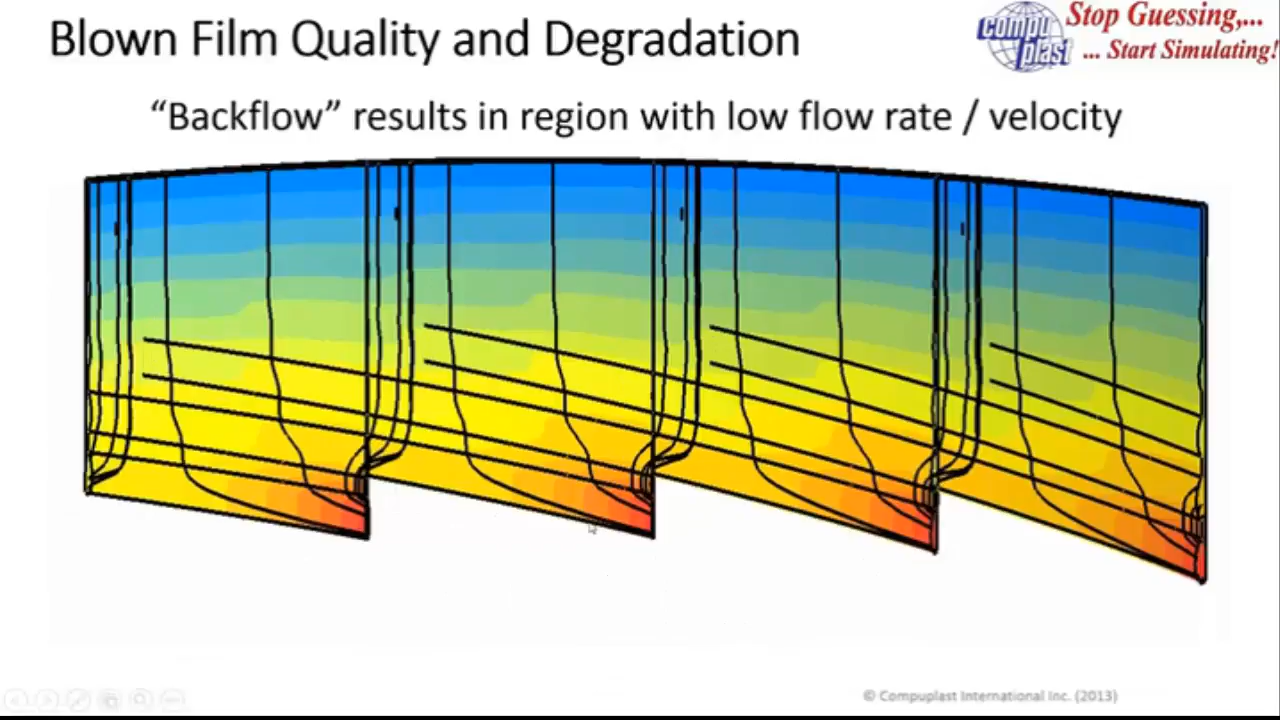 Blown Film Quality and Degradation
compu
plast
Stop Guessing,...
... Start Simulating!
“Backflow” results in region with low flow rate / velocity
© Compuplast International Inc. (2013)